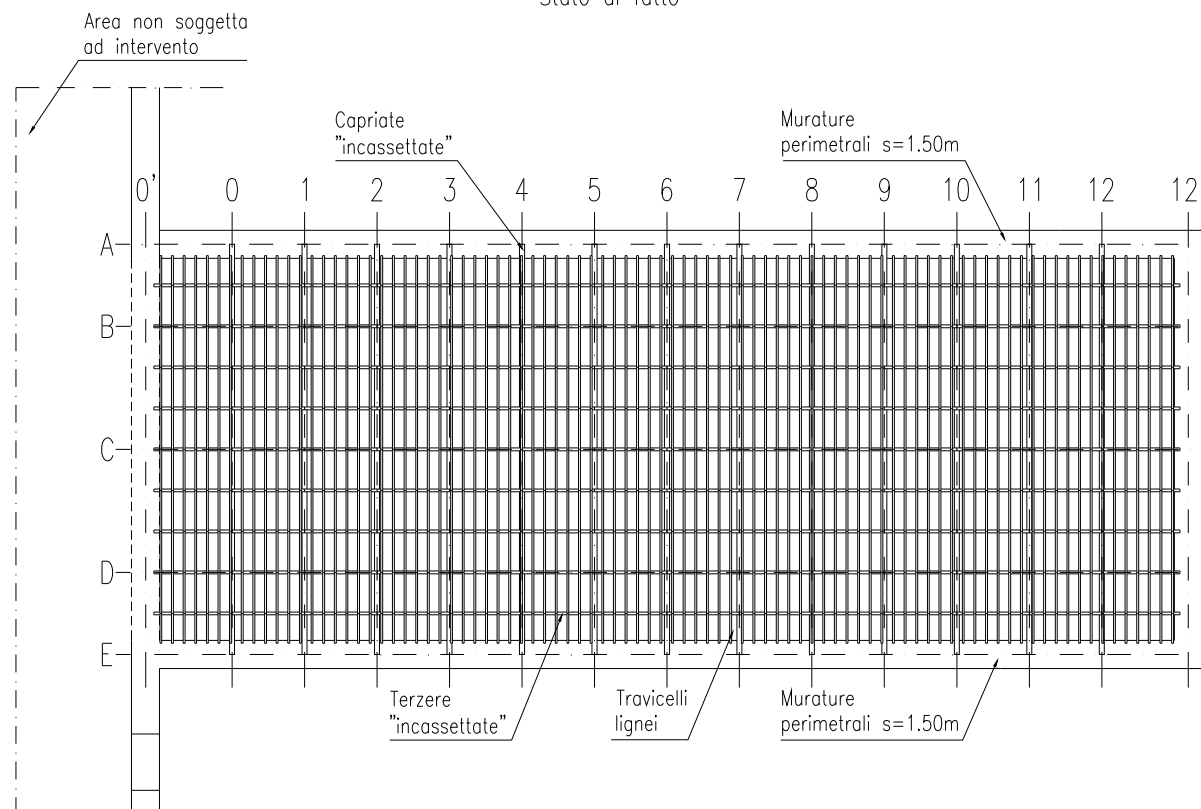 Stato di fatto
Area non soggetta
ad intervento
Capriate
"incassettate"
Murature
perimetrali s=1.50m
0' 0 1 2 3 4 5 6 7 8 9 10 11 12 12
A
B
C
D
E
Terzere
"incassettate"
Travicelli
lignei
Murature
perimetrali s=1.50m